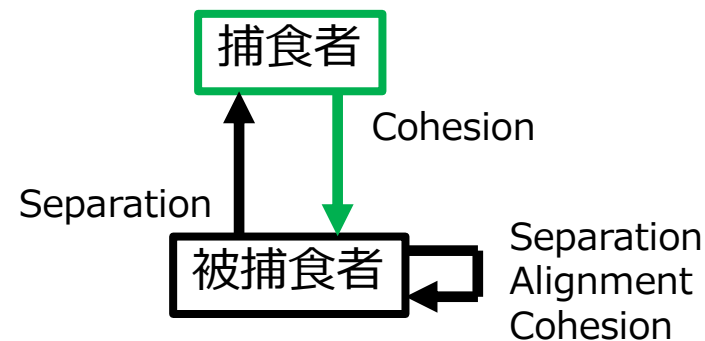 捕食者
Cohesion
Separation
被捕食者
Separation
Alignment
Cohesion